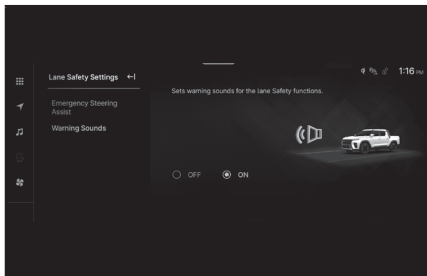 1:16 PM
Lane Safety Settings
Sets warning sounds for the lane Safety functions.
Emergency Steering
Assist
Warning Sounds
OFF
ON